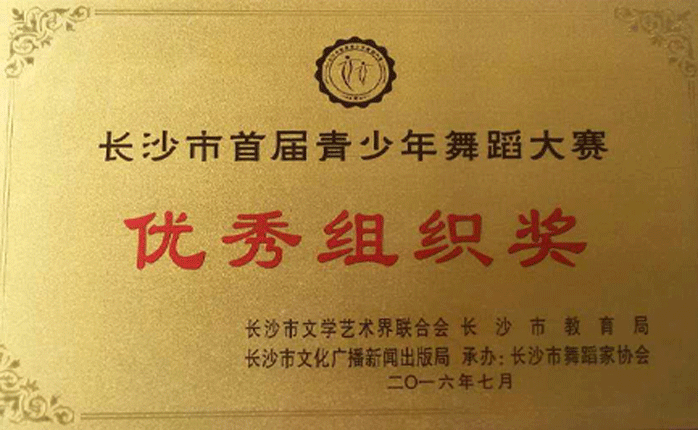 长沙市首届青少年舞蹈大赛
优秀组织奖
长沙市文学艺术界联合会 长沙市教育局
长沙市文化广播新闻出版局 承办:长沙市舞蹈家协会
二〇一六年七月